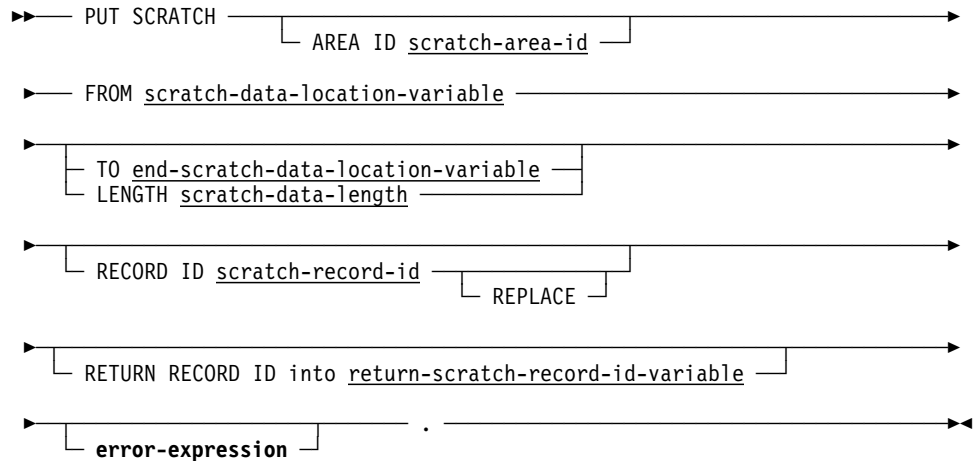 PUT SCRATCH
AREA ID scratch-area-id
FROM scratch-data-location-variable
TO end-scratch-data-location-variable
LENGTH scratch-data-length
RECORD ID scratch-record-id
REPLACE
RETURN RECORD ID into return-scratch-record-id-variable
error-expression .